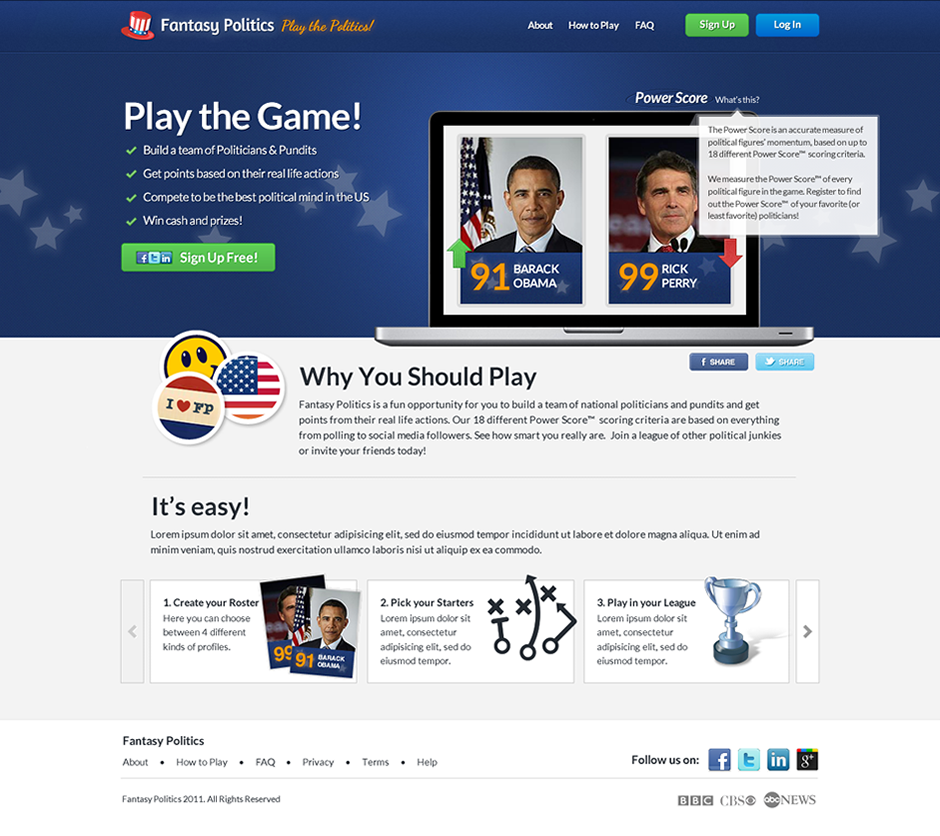 Fantasy Politics Play the Politics!
About How to Play FAQ Sign Up Log In
Power Score What's this?
Play the Game!
Build a team of Politicians & Pundits
Get points based on their real life actions
Compete to be the best political mind in the US
Win cash and prizes!
Sign Up Free!
The Power Score is an accurate measure of
political figures' momentum, based on up to
18 different Power Score™ scoring criteria.
We measure the Power Score™ of every
political figure in the game. Register to find
out the Power Score™ of your favorite (or
least favorite) politicians!
91 BARACK
OBAMA
99 RICK
PERRY
f SHARE
SHARE
I ♥ FP
Why You Should Play
Fantasy Politics is a fun opportunity for you to build a team of national politicians and pundits and get
points from their real life actions. Our 18 different Power Score™ scoring criteria are based on everything
from polling to social media followers. See how smart you really are. Join a league of other political junkies
or invite your friends today!
It's easy!
Lorem ipsum dolor sit amet, consectetur adipisicing elit, sed do eiusmod tempor incididunt ut labore et dolore magna aliqua. Ut enim ad
minim veniam, quis nostrud exercitation ullamco laboris nisi ut aliquip ex ea commodo.
1. Create your Roster
Here you can choose
between 4 different
kinds of profiles.
99
91 BARACK
OBAMA
2. Pick your Starters
Lorem ipsum dolor sit
amet, consectetur
adipisicing elit, sed do
eiusmod tempor.
3. Play in your League
Lorem ipsum dolor sit
amet, consectetur
adipisicing elit, sed do
eiusmod tempor.
Fantasy Politics
About • How to Play • FAQ • Privacy • Terms • Help
Follow us on: f t in g+
Fantasy Politics 2011. All Rights Reserved
BBC CBS abc NEWS